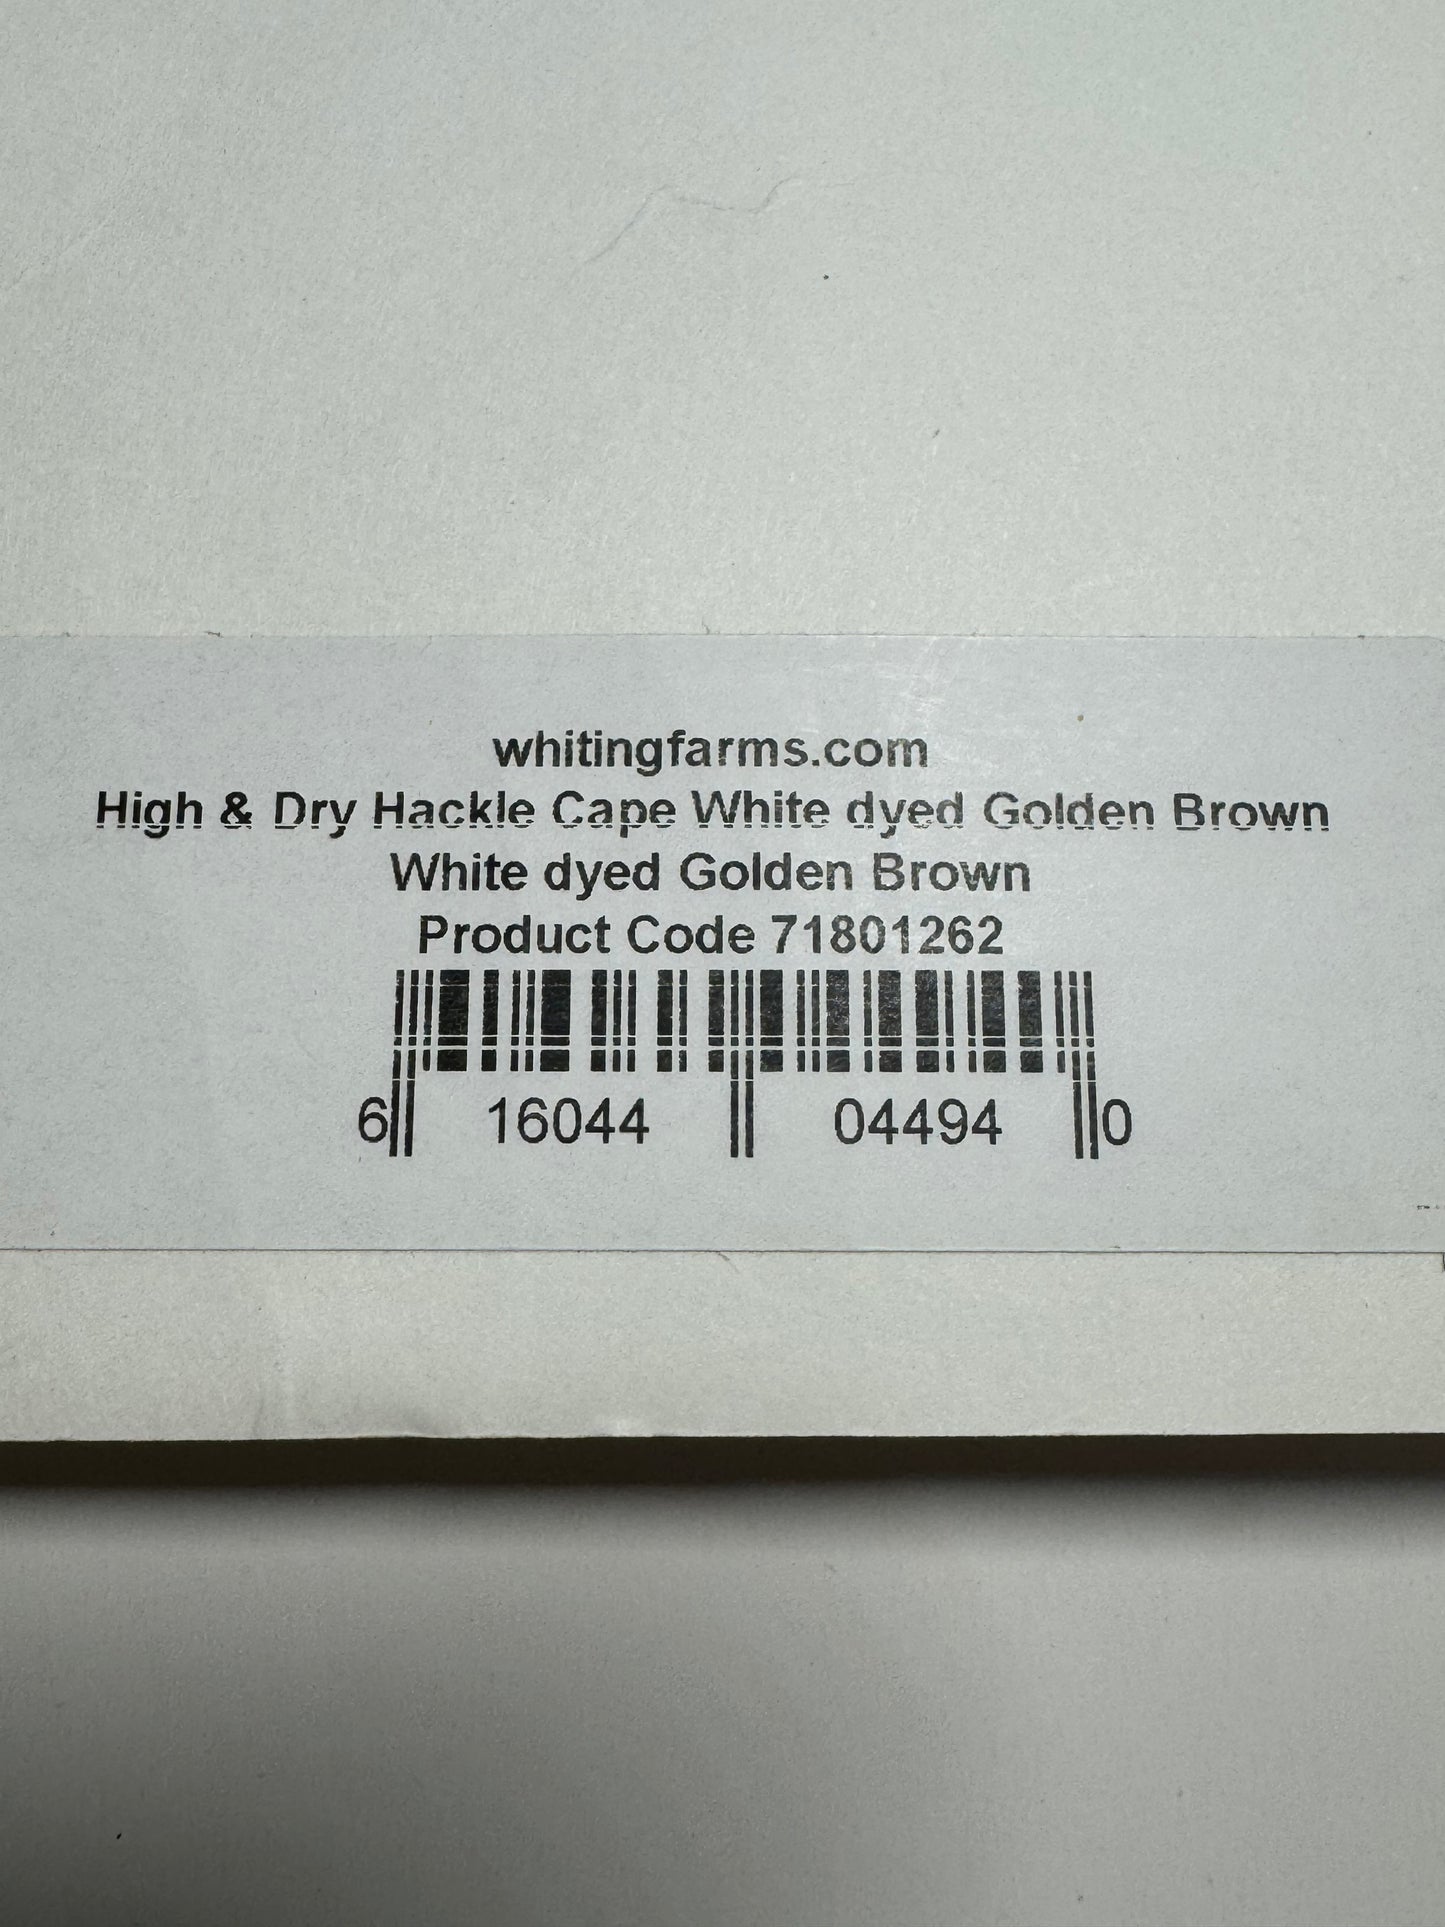 whitingfarms.com
High & Dry Hackle Cape White dyed Golden Brown
White dyed Golden Brown
Product Code 71801262
6 16044 04494 0